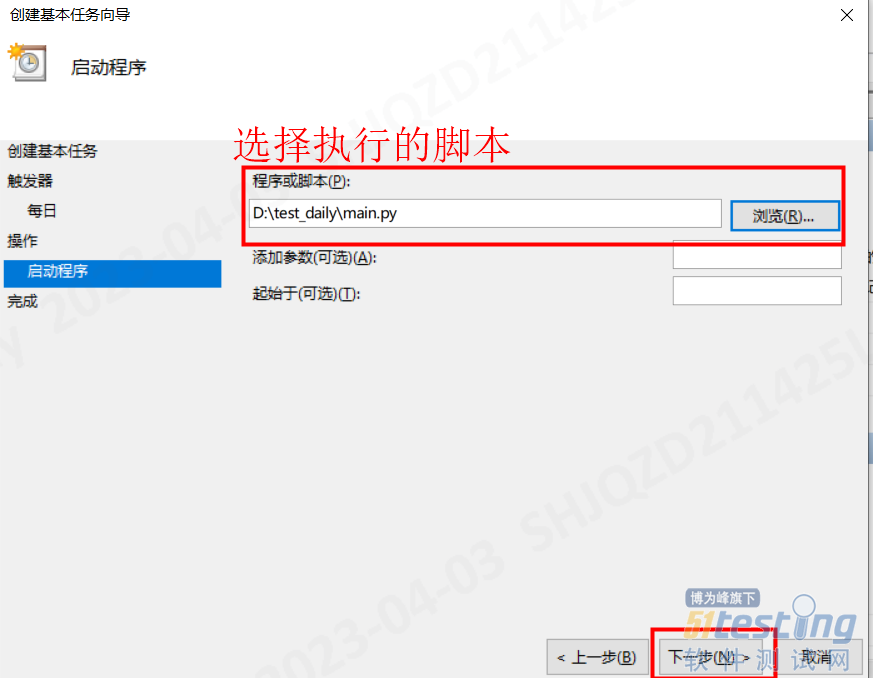 创建基本任务向导
启动程序
选择执行的脚本
创建基本任务
触发器
每日
操作
启动程序
完成
程序或脚本(P):
D:\test_daily\main.py
浏览(R)...
添加参数(可选)(A):
起始于(可选)(T):
SHJQZD211425
2023-04-03
博为峰旗下
51testing
软件测试网
< 上一步(B)
下一步(N) >
取消